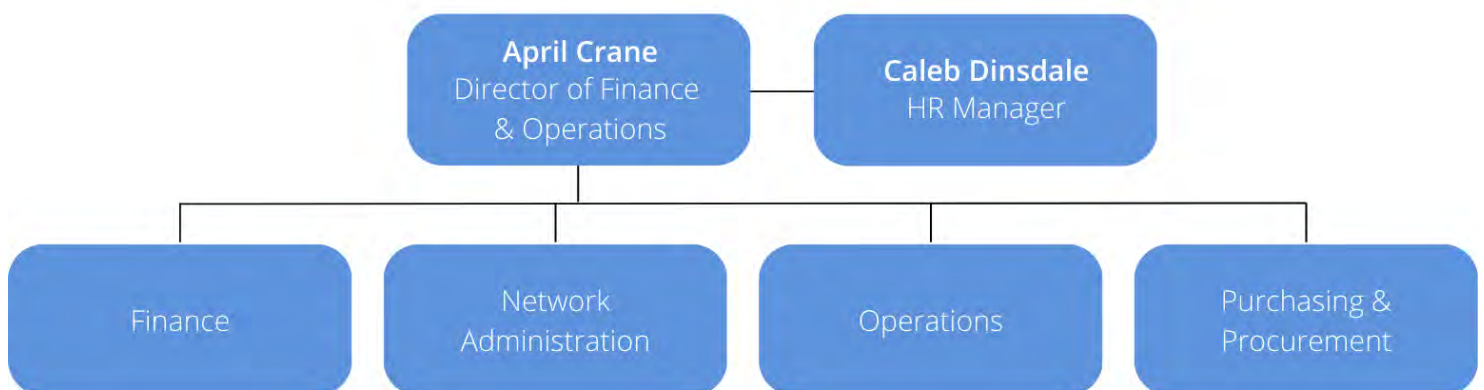 April Crane
Director of Finance
& Operations
Caleb Dinsdale
HR Manager
Finance
Network
Administration
Operations
Purchasing &
Procurement